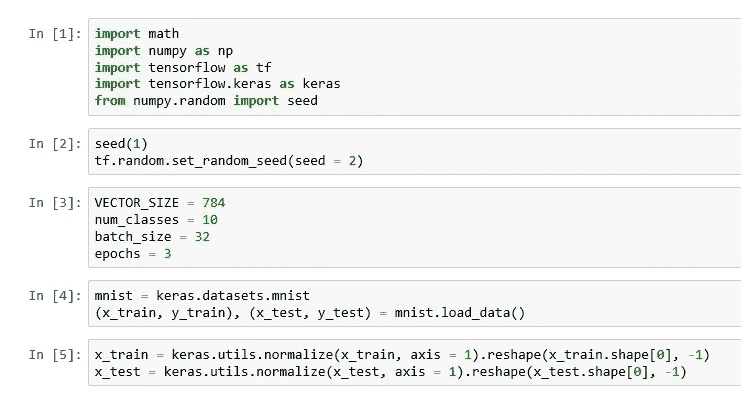 In [1]: import math
import numpy as np
import tensorflow as tf
import tensorflow.keras as keras
from numpy.random import seed
In [2]: seed(1)
tf.random.set_random_seed(seed = 2)
In [3]: VECTOR_SIZE = 784
num_classes = 10
batch_size = 32
epochs = 3
In [4]: mnist = keras.datasets.mnist
(x_train, y_train), (x_test, y_test) = mnist.load_data()
In [5]: x_train = keras.utils.normalize(x_train, axis = 1).reshape(x_train.shape[0], -1)
x_test = keras.utils.normalize(x_test, axis = 1).reshape(x_test.shape[0], -1)